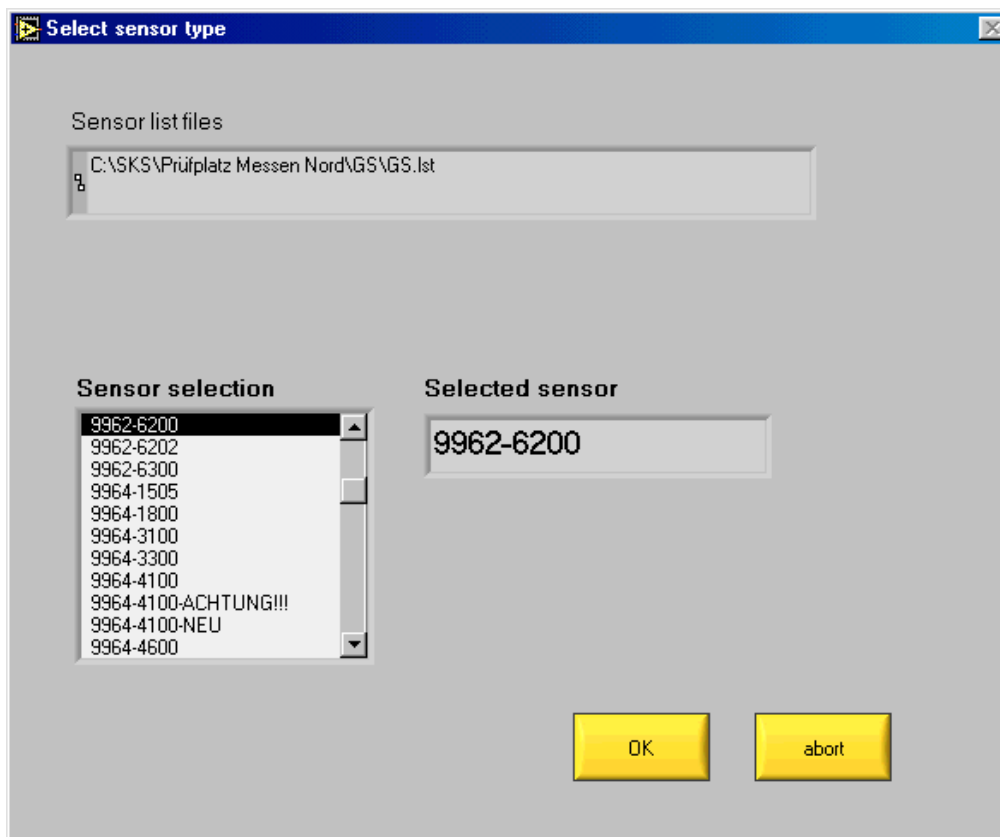 Select sensor type
Sensor list files
C:\SKS\Prüfplatz Messen Nord\GS\GS.lst
Sensor selection
9962-6200
9962-6202
9962-6300
9964-1505
9964-1800
9964-3100
9964-3300
9964-4100
9964-4100-ACHTUNG!!!
9964-4100-NEU
9964-4600
Selected sensor
9962-6200
OK
abort